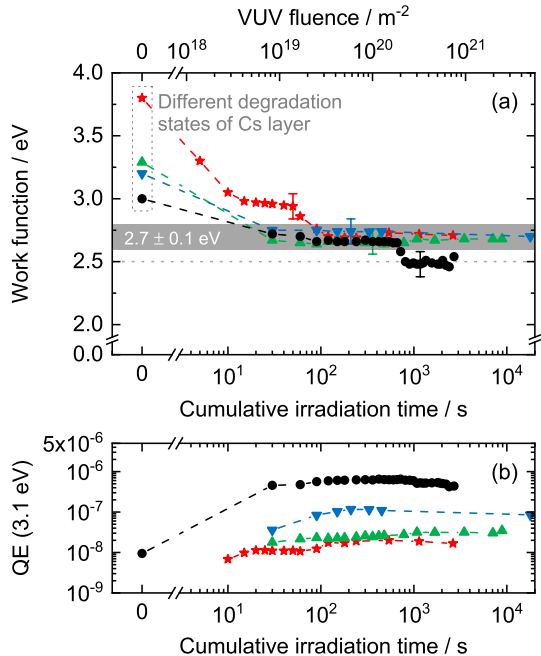 VUV fluence / m⁻²
0 10¹⁸ 10¹⁹ 10²⁰ 10²¹
4.0
(a)
Different degradation
states of Cs layer
3.5
Work function / eV
3.0
2.7 ± 0.1 eV
2.5
2.0
0.0
0 10¹ 10² 10³ 10⁴
Cumulative irradiation time / s
5x10⁻⁶
(b)
QE (3.1 eV)
10⁻⁶
10⁻⁷
10⁻⁸
10⁻⁹
0 10¹ 10² 10³ 10⁴
Cumulative irradiation time / s